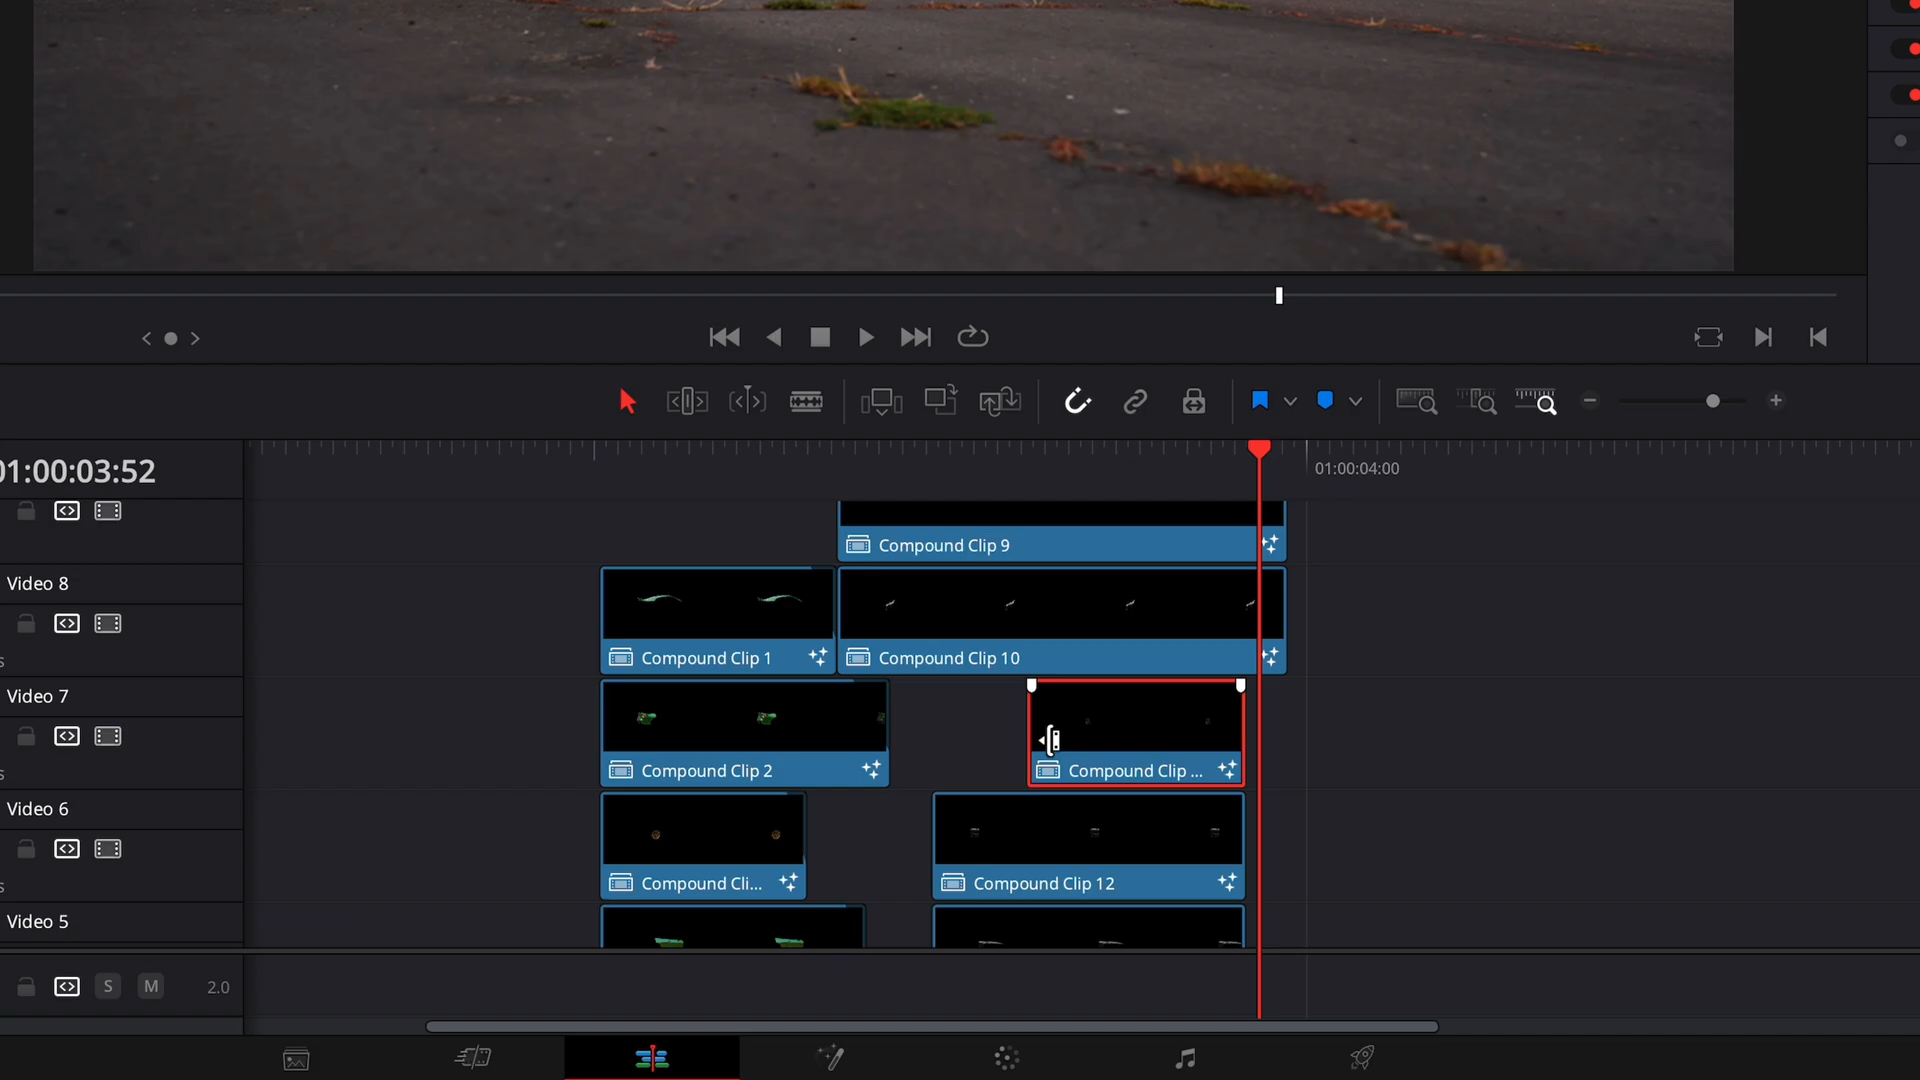 01:00:03:52
01:00:04:00
Compound Clip 9
Video 8
s
Compound Clip 1
Compound Clip 10
Video 7
s
Compound Clip 2
Compound Clip ...
Video 6
s
Compound Cli...
Compound Clip 12
Video 5
S
M
2.0